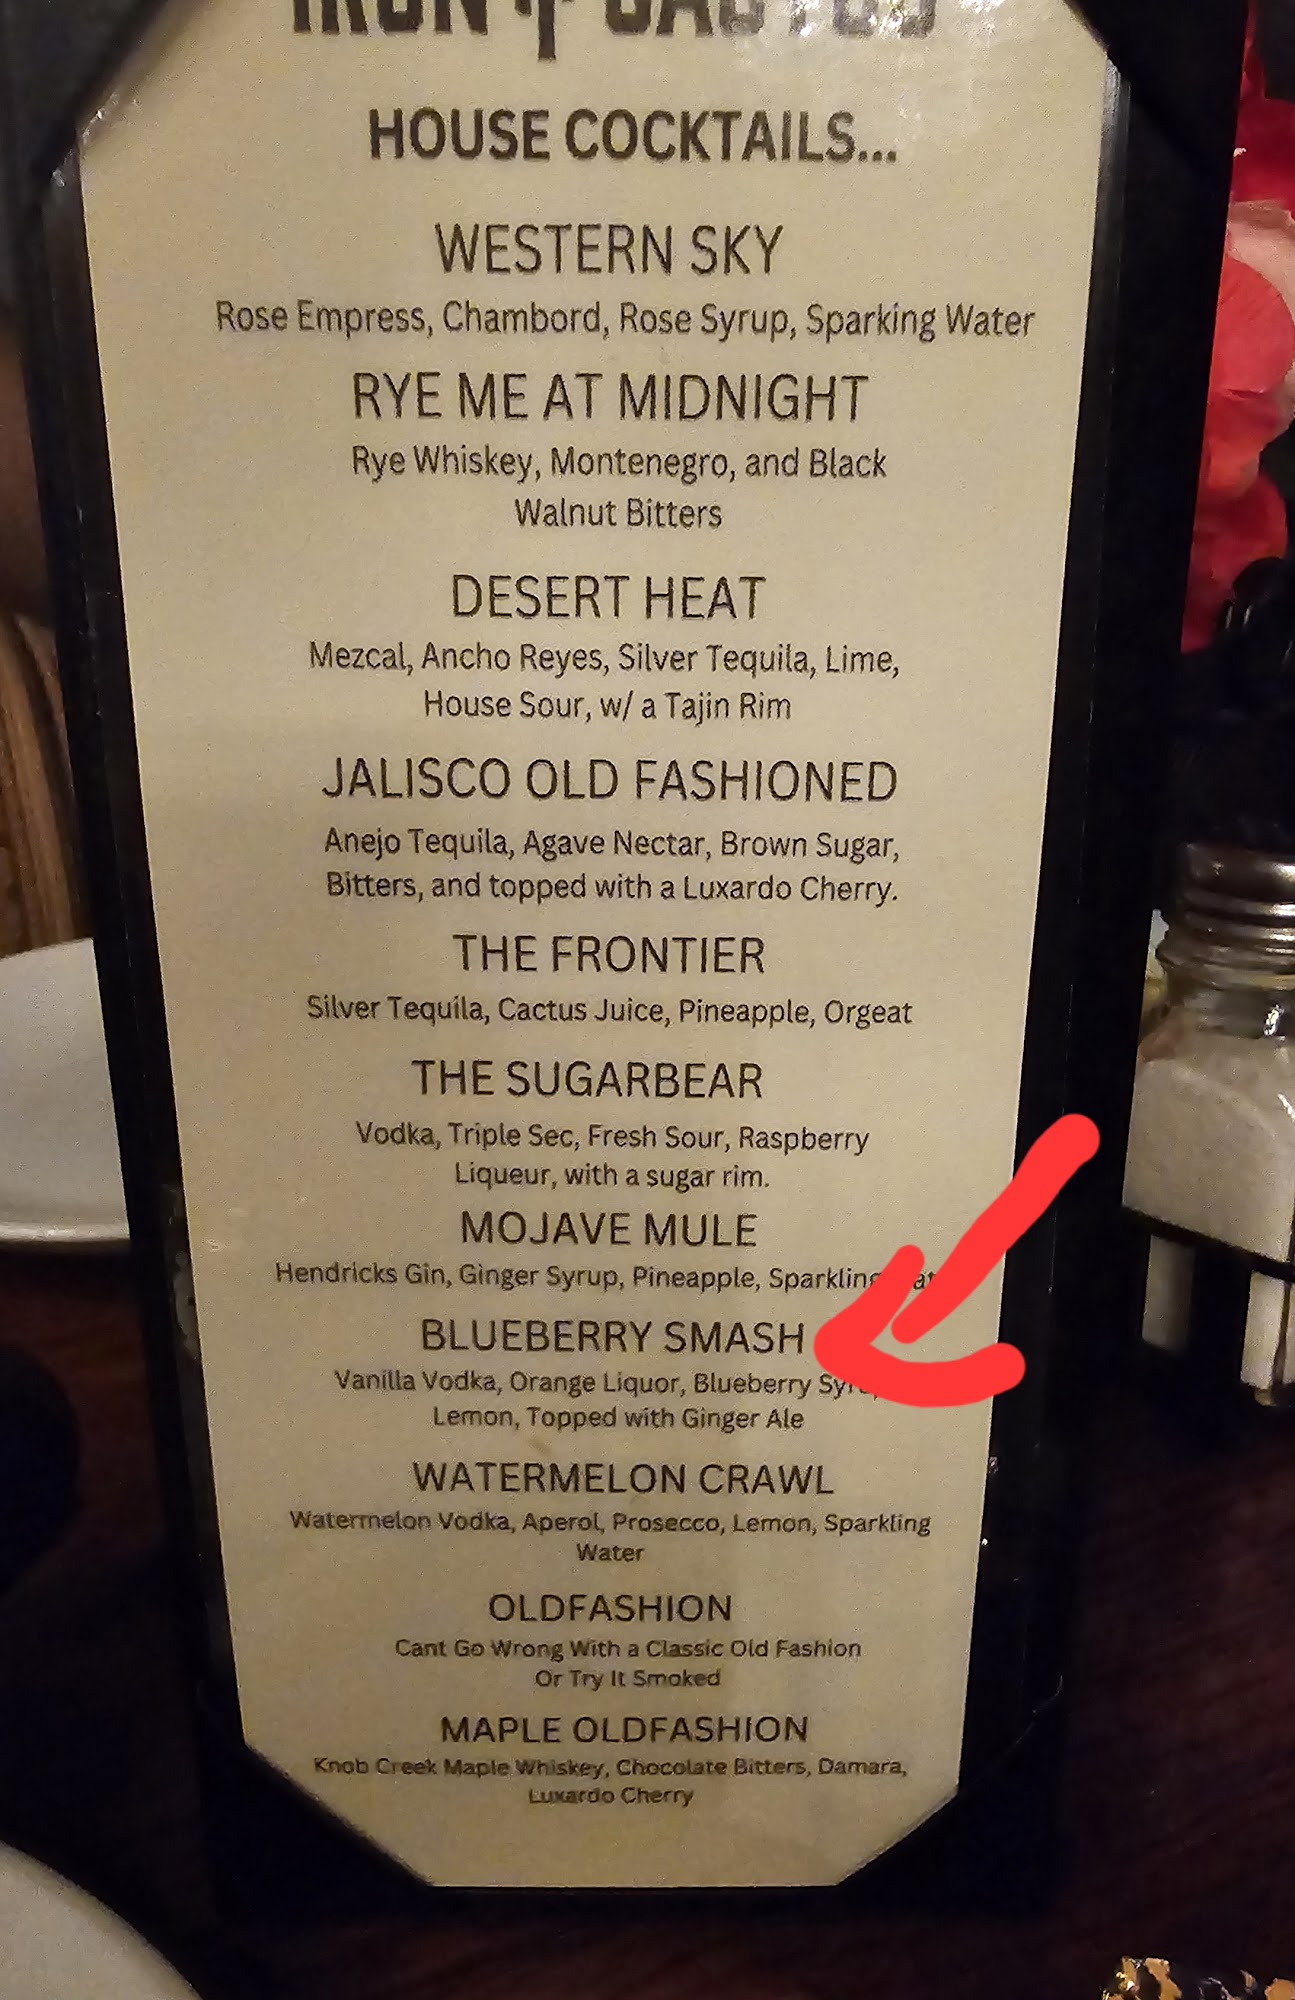 HOUSE COCKTAILS...
WESTERN SKY
Rose Empress, Chambord, Rose Syrup, Sparking Water
RYE ME AT MIDNIGHT
Rye Whiskey, Montenegro, and Black
Walnut Bitters
DESERT HEAT
Mezcal, Ancho Reyes, Silver Tequila, Lime,
House Sour, w/ a Tajin Rim
JALISCO OLD FASHIONED
Anejo Tequila, Agave Nectar, Brown Sugar,
Bitters, and topped with a Luxardo Cherry.
THE FRONTIER
Silver Tequila, Cactus Juice, Pineapple, Orgeat
THE SUGARBEAR
Vodka, Triple Sec, Fresh Sour, Raspberry
Liqueur, with a sugar rim.
MOJAVE MULE
Hendricks Gin, Ginger Syrup, Pineapple,
BLUEBERRY SMASH
Vanilla Vodka, Orange Liquor, Blueberry
Lemon, Topped with Ginger Ale
WATERMELON CRAWL
Watermelon Vodka, Aperol, Prosecco, Lemon, Sparkling
Water
OLDFASHION
Cant Go Wrong With a Classic Old Fashion
Or Try It Smoked
MAPLE OLDFASHION
Knob Creek Maple Whiskey, Chocolate Bitters, Damara,
Luxardo Cherry